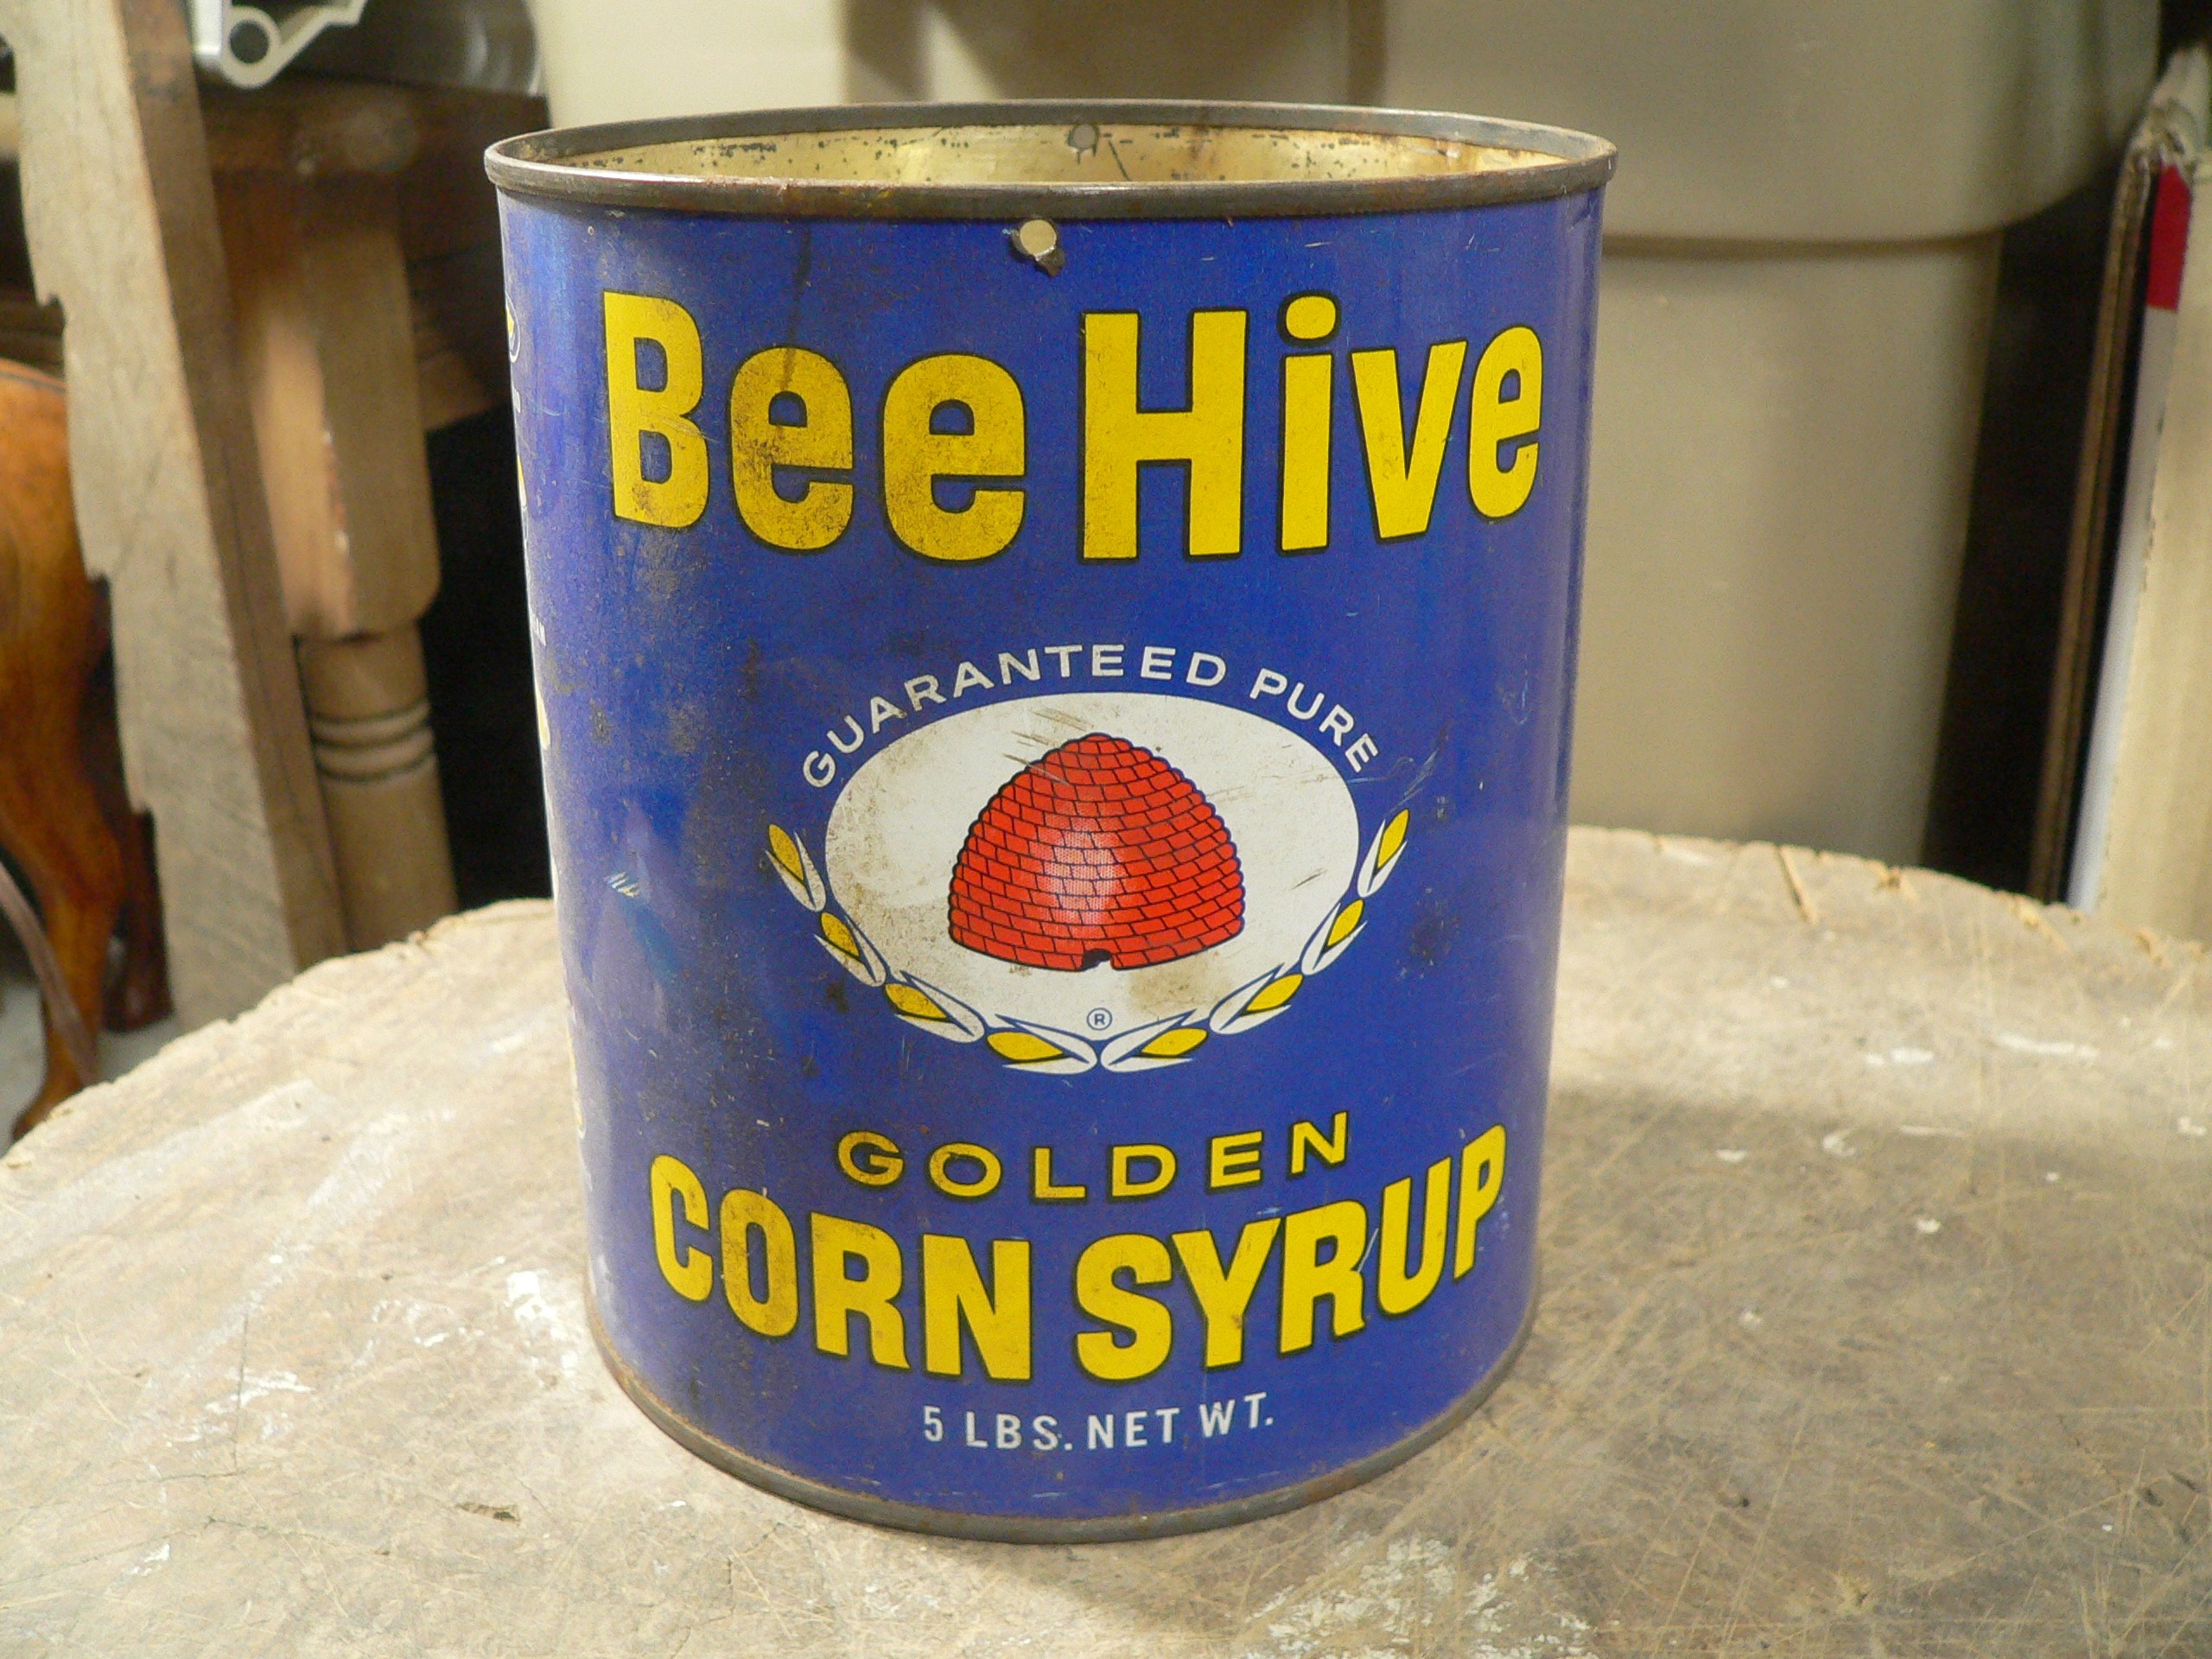 Bee Hive
GUARANTEED PURE
®
GOLDEN
CORN SYRUP
5 LBS. NET WT.